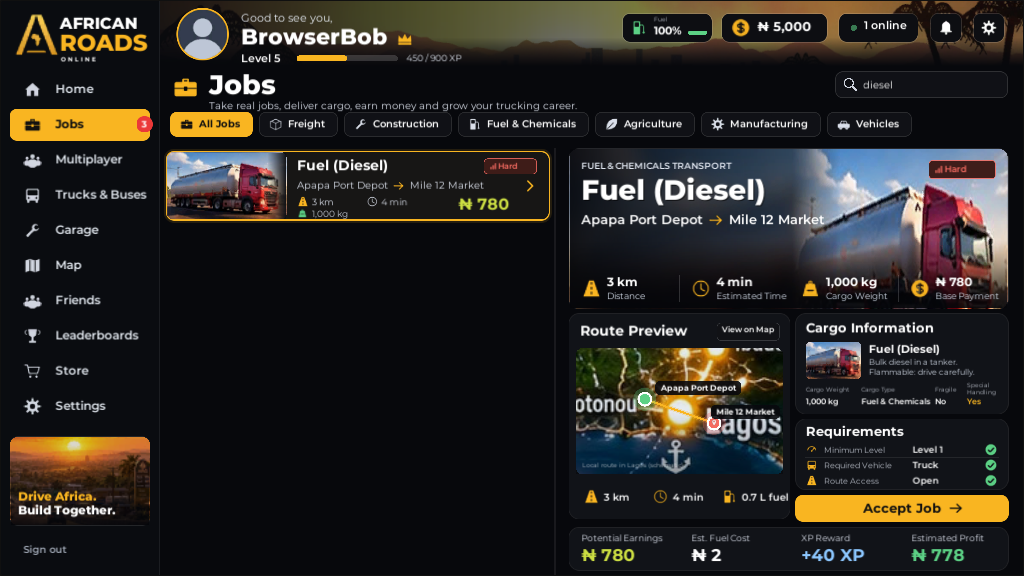 AFRICAN
ROADS
ONLINE
Home
Jobs
3
Multiplayer
Trucks & Buses
Garage
Map
Friends
Leaderboards
Store
Settings
Drive Africa.
Build Together.
Sign out
Good to see you,
BrowserBob
Level 5
450 / 900 XP
Fuel
100%
₦ 5,000
1 online
Jobs
Take real jobs, deliver cargo, earn money and grow your trucking career.
diesel
All Jobs
Freight
Construction
Fuel & Chemicals
Agriculture
Manufacturing
Vehicles
Fuel (Diesel)
Hard
Apapa Port Depot → Mile 12 Market
3 km
4 min
1,000 kg
₦ 780
FUEL & CHEMICALS TRANSPORT
Hard
Fuel (Diesel)
Apapa Port Depot → Mile 12 Market
3 km
Distance
4 min
Estimated Time
1,000 kg
Cargo Weight
₦ 780
Base Payment
Route Preview
View on Map
Apapa Port Depot
Mile 12 Market
otonou
Lagos
Local route in Lagos
3 km
4 min
0.7 L fuel
Cargo Information
Fuel (Diesel)
Bulk diesel in a tanker.
Flammable: drive carefully.
Cargo Weight
1,000 kg
Cargo Type
Fuel & Chemicals
Fragile
No
Special
Handling
Yes
Requirements
Minimum Level Level 1
Required Vehicle Truck
Route Access Open
Accept Job →
Potential Earnings
₦ 780
Est. Fuel Cost
₦ 2
XP Reward
+40 XP
Estimated Profit
₦ 778